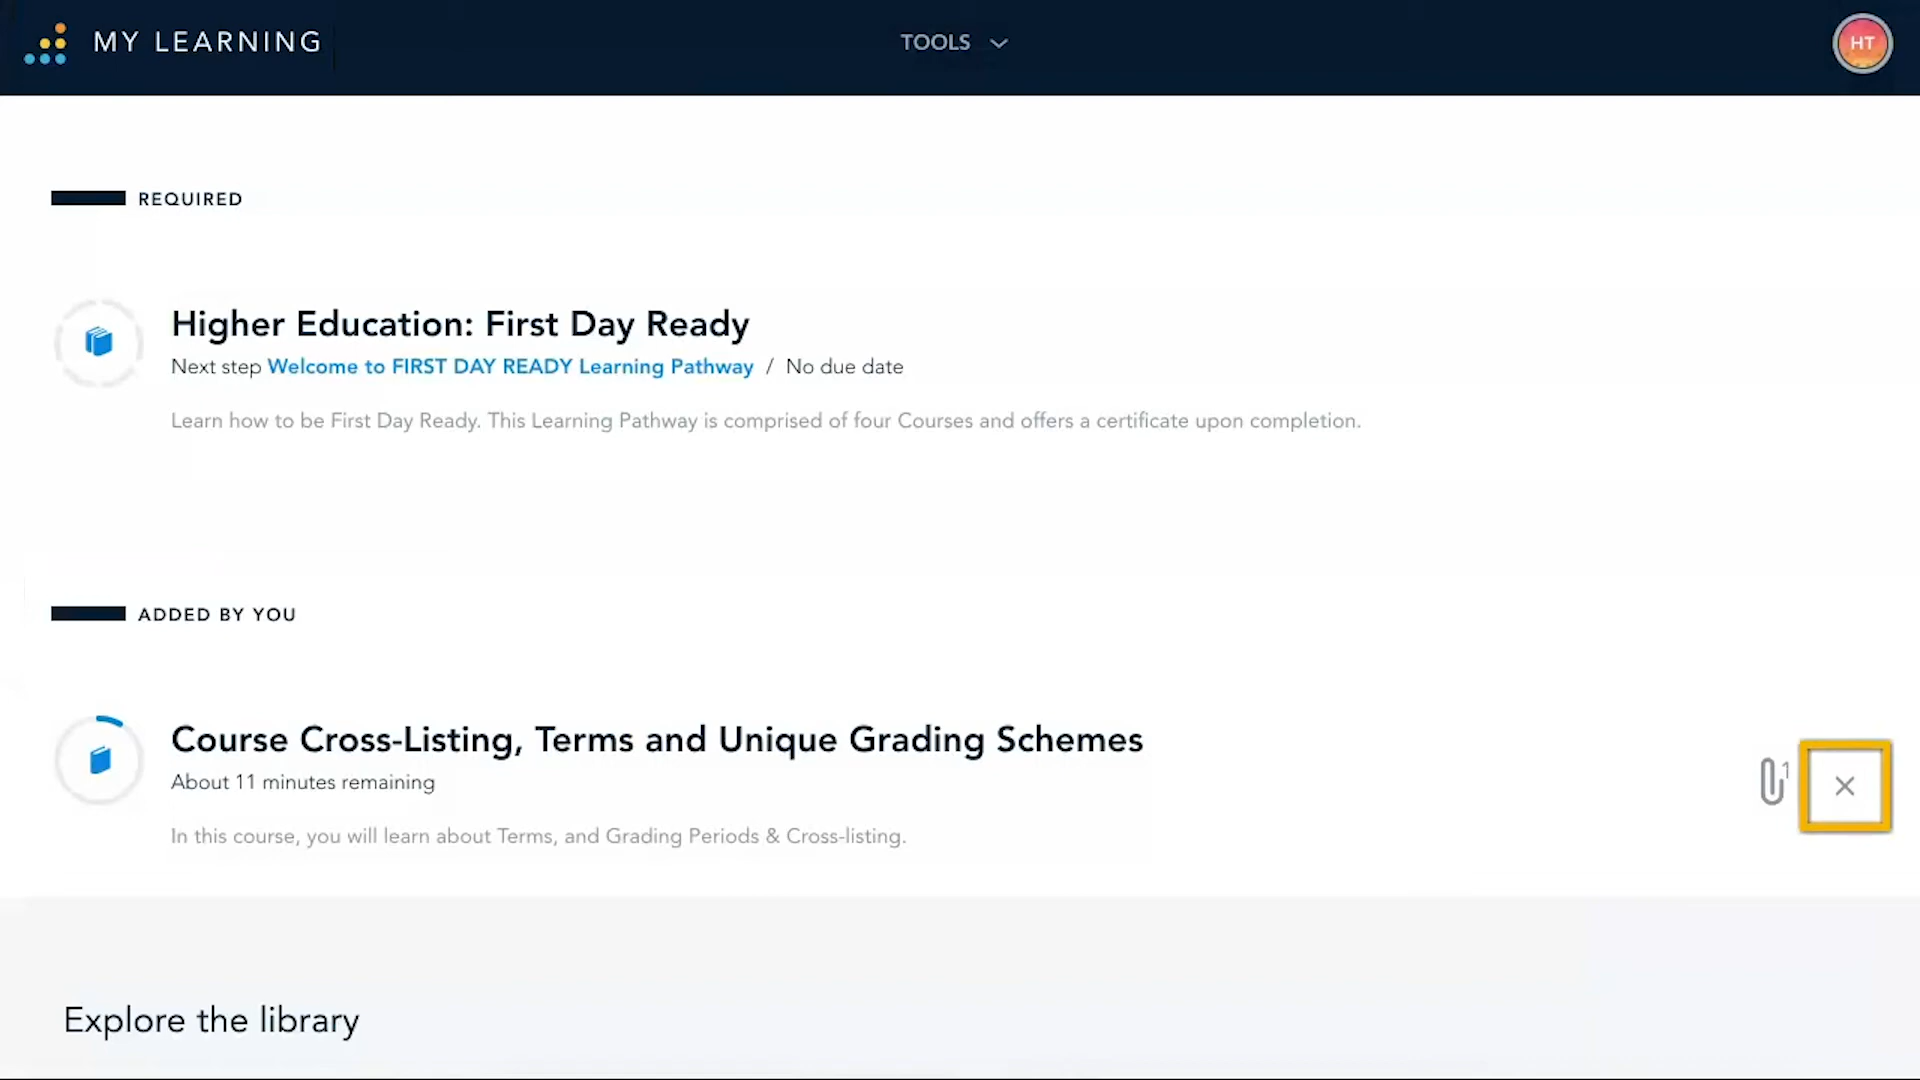 MY LEARNING
TOOLS
HT
REQUIRED
Higher Education: First Day Ready
Next step Welcome to FIRST DAY READY Learning Pathway / No due date
Learn how to be First Day Ready. This Learning Pathway is comprised of four Courses and offers a certificate upon completion.
ADDED BY YOU
Course Cross-Listing, Terms and Unique Grading Schemes
About 11 minutes remaining
1
In this course, you will learn about Terms, and Grading Periods & Cross-listing.
Explore the library